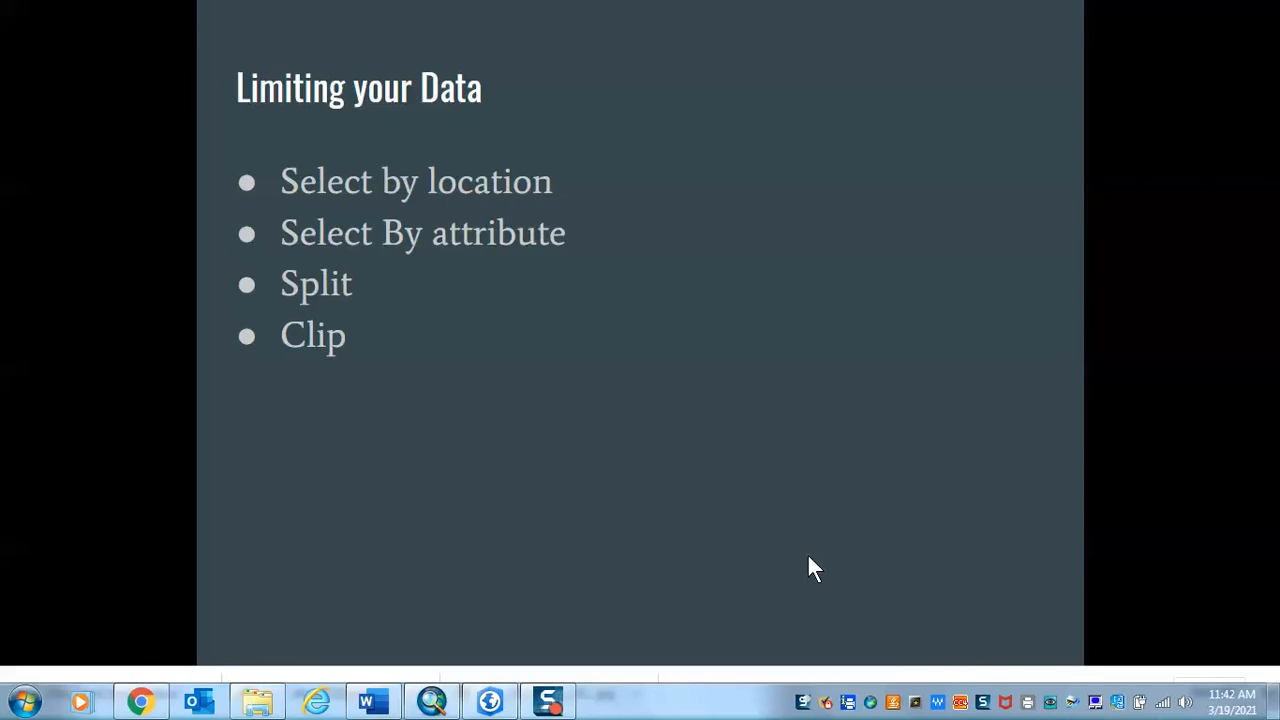 Limiting your Data
● Select by location
● Select By attribute
● Split
● Clip
11:42 AM
3/19/2021